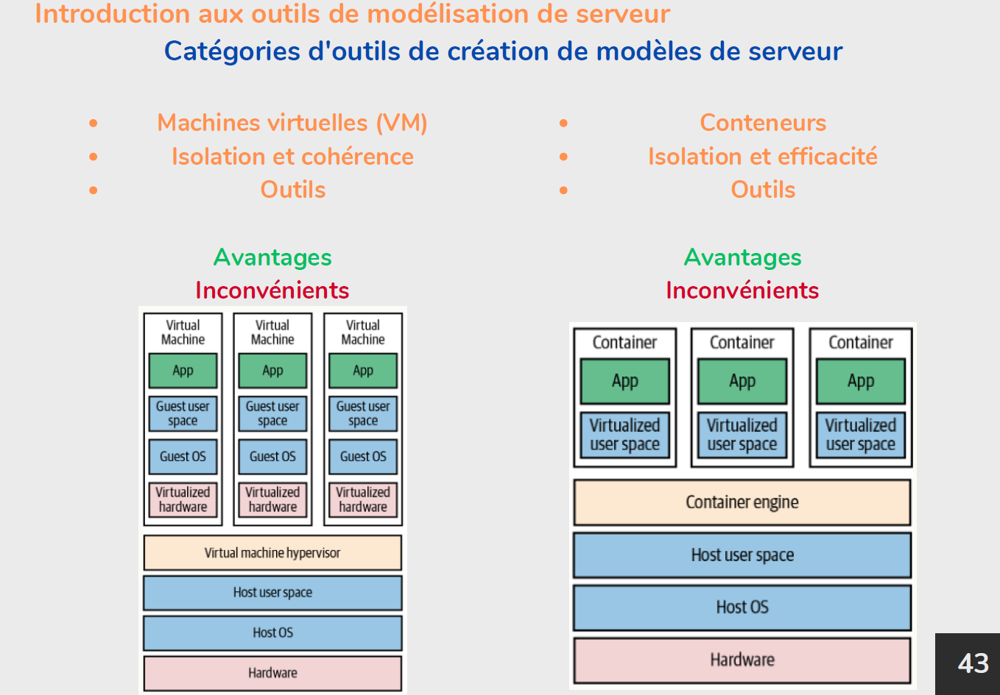 Introduction aux outils de modélisation de serveur
Catégories d'outils de création de modèles de serveur
• Machines virtuelles (VM)
• Isolation et cohérence
• Outils
Avantages
Inconvénients
Virtual
Machine
App
Guest user
space
Guest OS
Virtualized
hardware
Virtual
Machine
App
Guest user
space
Guest OS
Virtualized
hardware
Virtual
Machine
App
Guest user
space
Guest OS
Virtualized
hardware
Virtual machine hypervisor
Host user space
Host OS
Hardware
• Conteneurs
• Isolation et efficacité
• Outils
Avantages
Inconvénients
Container
App
Virtualized
user space
Container
App
Virtualized
user space
Container
App
Virtualized
user space
Container engine
Host user space
Host OS
Hardware
43